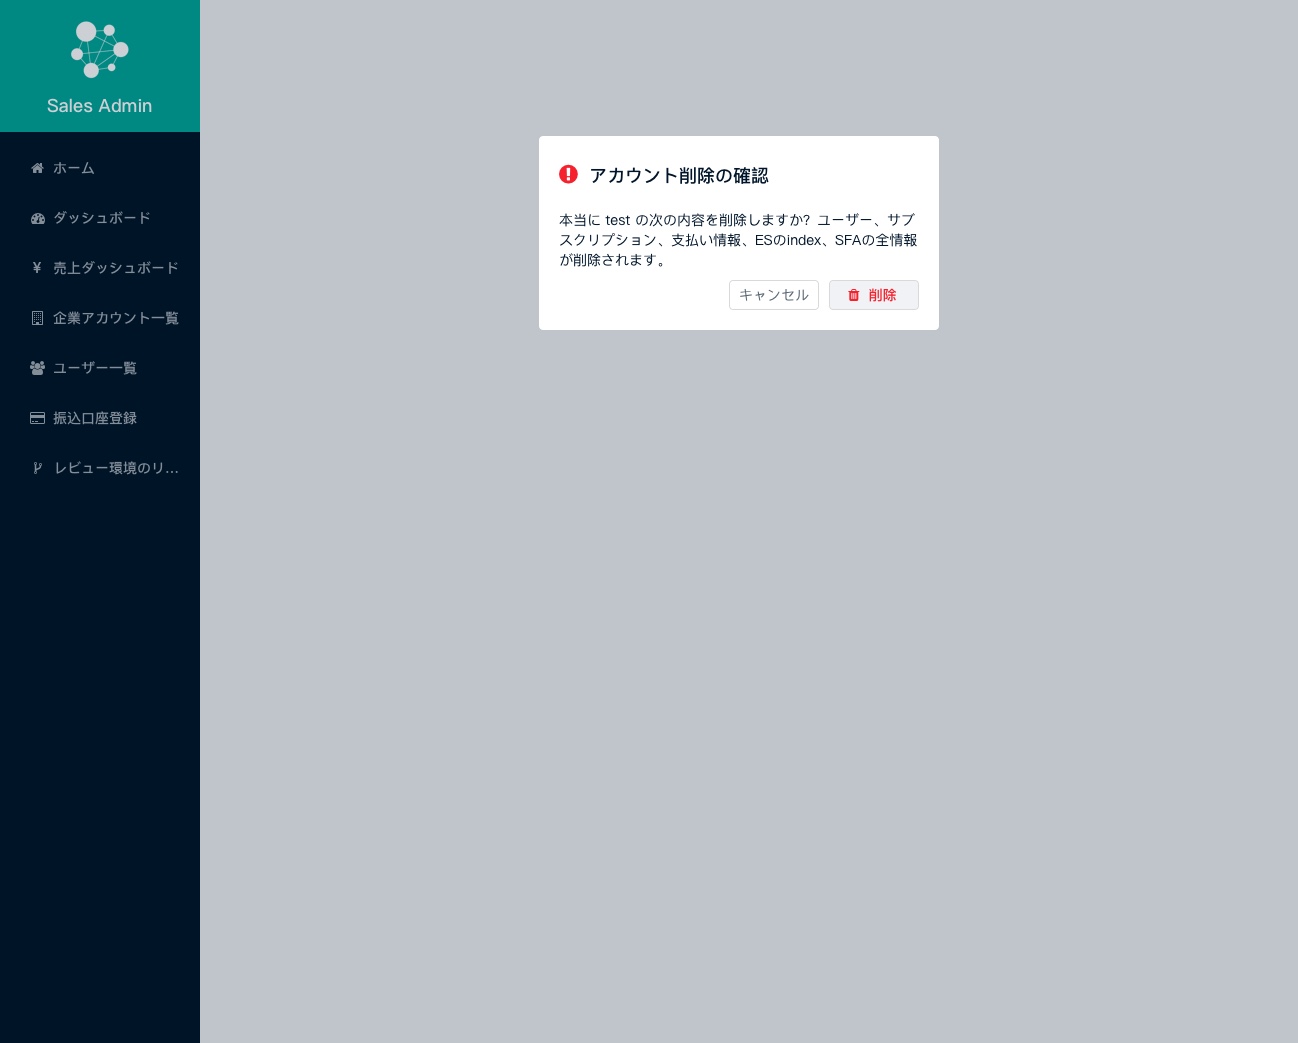 Sales Admin
ホーム
ダッシュボード
売上ダッシュボード
企業アカウント一覧
ユーザー一覧
振込口座登録
レビュー環境のリ...
アカウント削除の確認
本当に test の次の内容を削除しますか? ユーザー、サブ
スクリプション、支払い情報、ESのindex、SFAの全情報
が削除されます。
キャンセル
削除